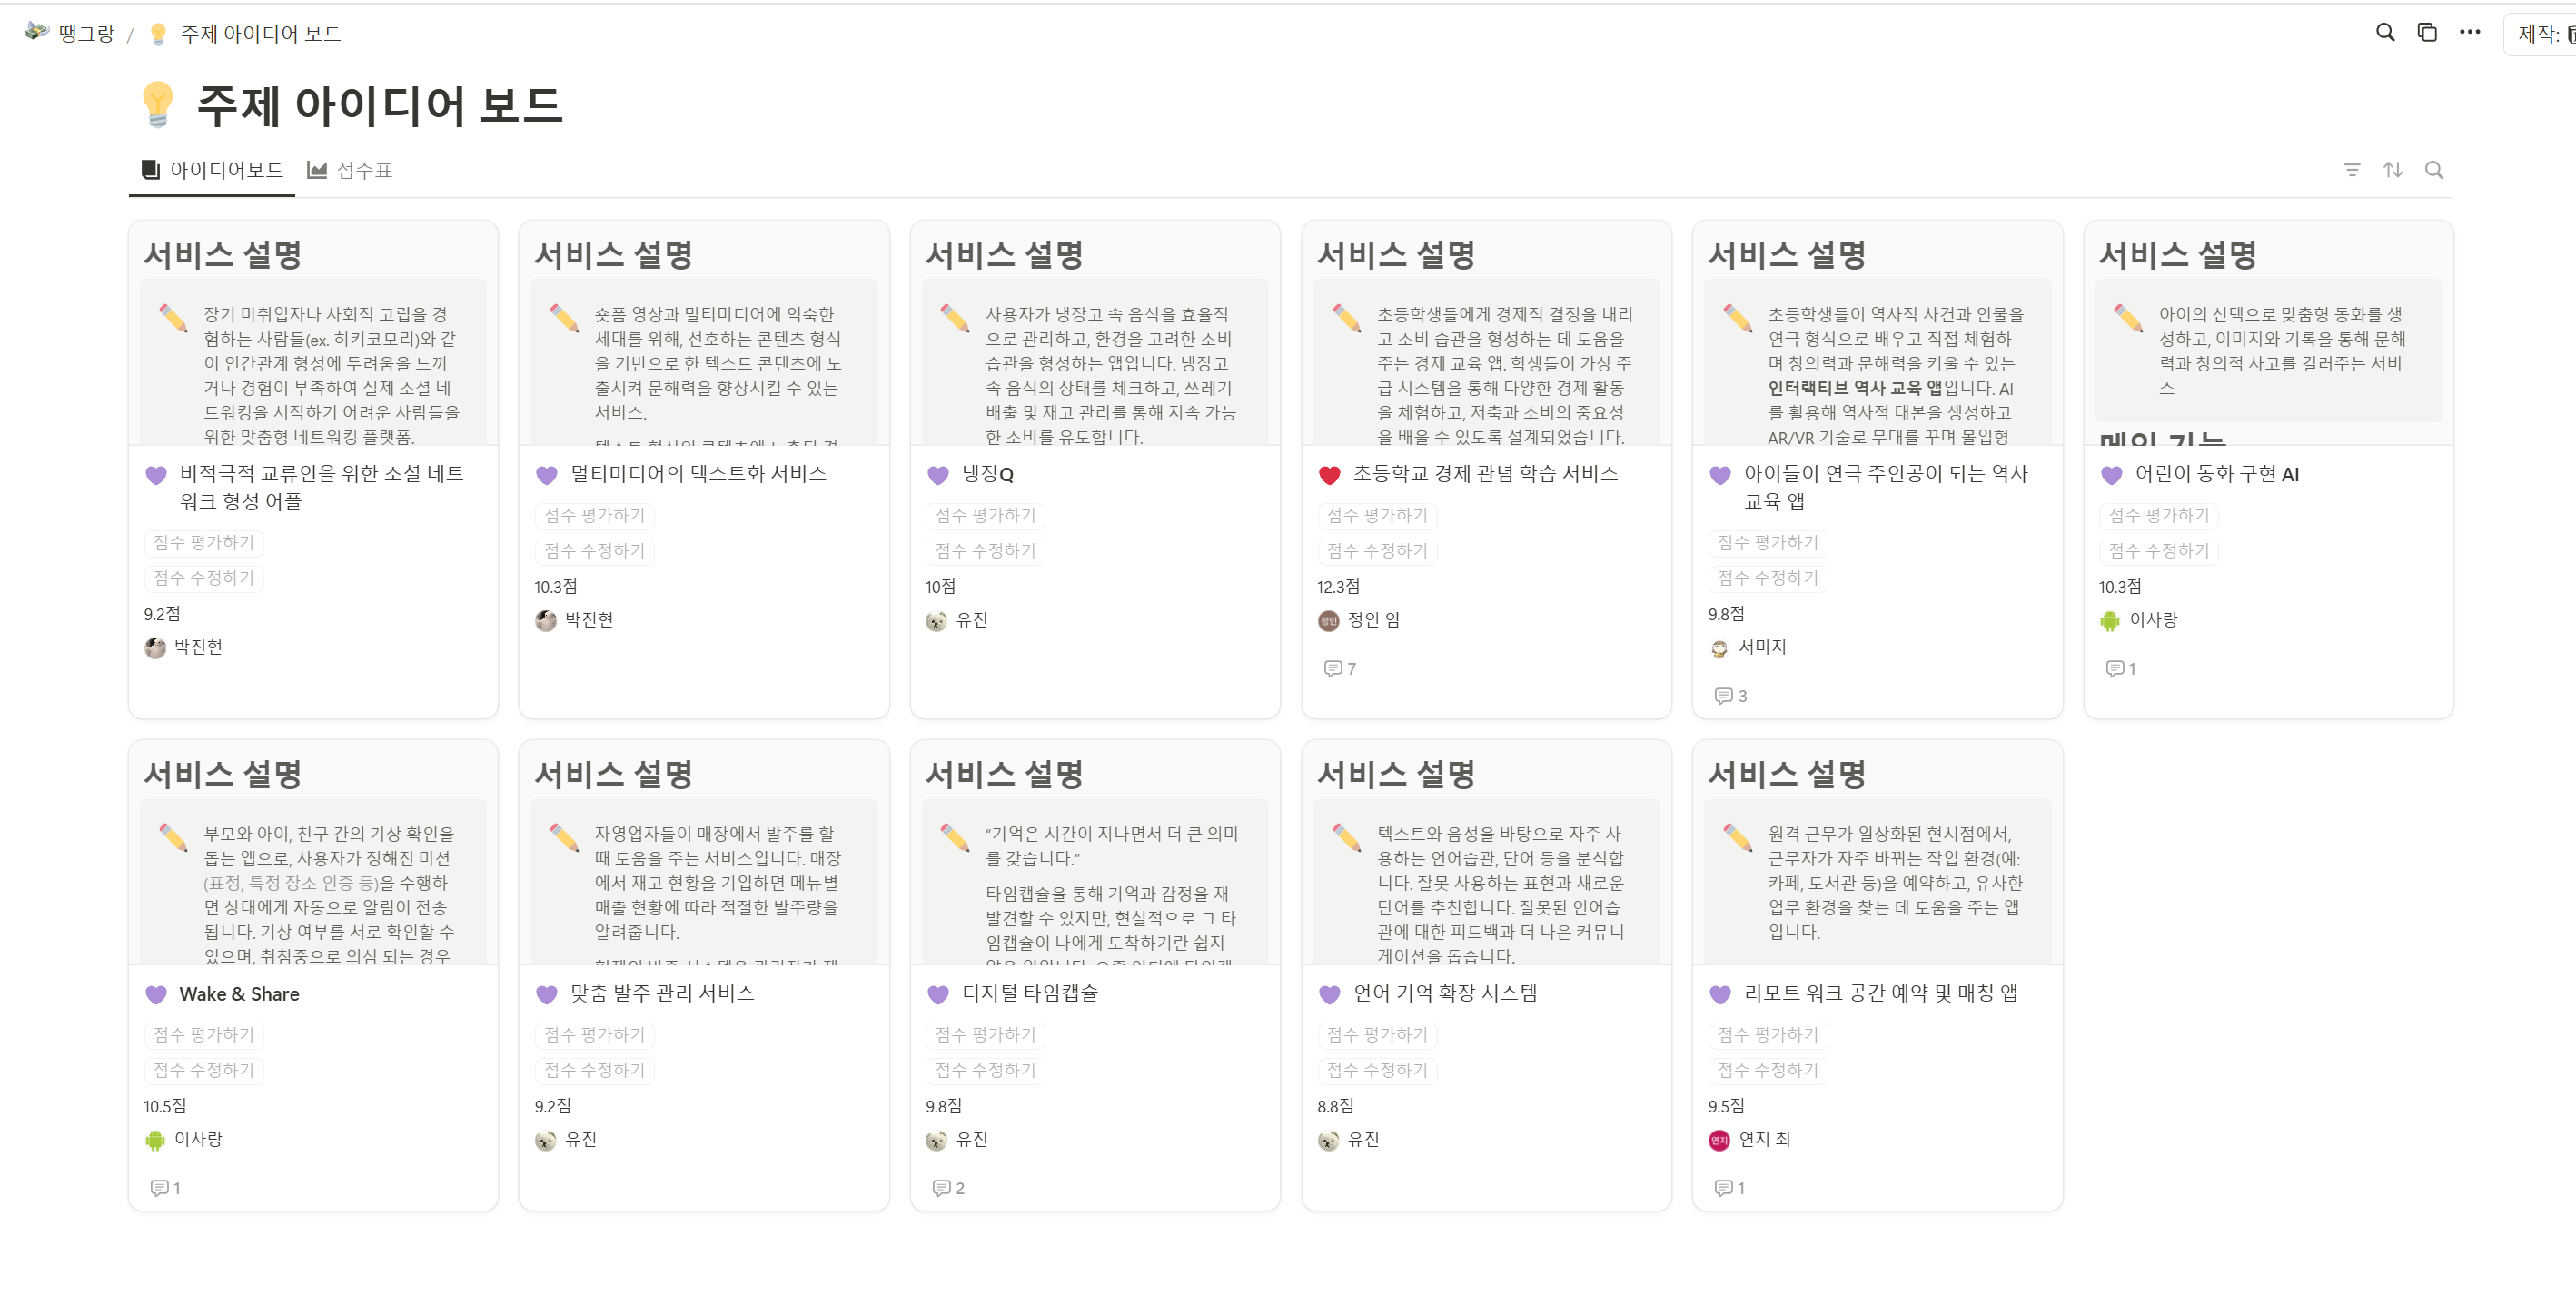 땡그랑 / 주제 아이디어 보드
제작:
주제 아이디어 보드
아이디어보드 점수표
서비스 설명
장기 미취업자나 사회적 고립을 경
험하는 사람들(ex. 히키코모리)와 같
이 인간관계 형성에 두려움을 느끼
거나 경험이 부족하여 실제 소셜 네
트워킹을 시작하기 어려운 사람들을
위한 맞춤형 네트워킹 플랫폼.
비적극적 교류인을 위한 소셜 네트
워크 형성 어플
점수 평가하기
점수 수정하기
9.2점
박진현
서비스 설명
숏폼 영상과 멀티미디어에 익숙한
세대를 위해, 선호하는 콘텐츠 형식
을 기반으로 한 텍스트 콘텐츠에 노
출시켜 문해력을 향상시킬 수 있는
서비스.
멀티미디어의 텍스트화 서비스
점수 평가하기
점수 수정하기
10.3점
박진현
서비스 설명
사용자가 냉장고 속 음식을 효율적
으로 관리하고, 환경을 고려한 소비
습관을 형성하는 앱입니다. 냉장고
속 음식의 상태를 체크하고, 쓰레기
배출 및 재고 관리를 통해 지속 가능
한 소비를 유도합니다.
냉장Q
점수 평가하기
점수 수정하기
10점
유진
서비스 설명
초등학생들에게 경제적 결정을 내리
고 소비 습관을 형성하는 데 도움을
주는 경제 교육 앱. 학생들이 가상 주
급 시스템을 통해 다양한 경제 활동
을 체험하고, 저축과 소비의 중요성
을 배울 수 있도록 설계되었습니다.
초등학교 경제 관념 학습 서비스
점수 평가하기
점수 수정하기
12.3점
정인 정인 임
7
서비스 설명
초등학생들이 역사적 사건과 인물을
연극 형식으로 배우고 직접 체험하
며 창의력과 문해력을 키울 수 있는
인터랙티브 역사 교육 앱입니다. AI
를 활용해 역사적 대본을 생성하고
AR/VR 기술로 무대를 꾸며 몰입형
아이들이 연극 주인공이 되는 역사
교육 앱
점수 평가하기
점수 수정하기
9.8점
서미지
3
서비스 설명
아이의 선택으로 맞춤형 동화를 생
성하고, 이미지와 기록을 통해 문해
력과 창의적 사고를 길러주는 서비
스
메인 기능
어린이 동화 구현 AI
점수 평가하기
점수 수정하기
10.3점
이사랑
1
서비스 설명
부모와 아이, 친구 간의 기상 확인을
돕는 앱으로, 사용자가 정해진 미션
(표정, 특정 장소 인증 등)을 수행하
면 상대에게 자동으로 알림이 전송
됩니다. 기상 여부를 서로 확인할 수
있으며, 취침중으로 의심 되는 경우
Wake & Share
점수 평가하기
점수 수정하기
10.5점
이사랑
1
서비스 설명
자영업자들이 매장에서 발주를 할
때 도움을 주는 서비스입니다. 매장
에서 재고 현황을 기입하면 메뉴별
매출 현황에 따라 적절한 발주량을
알려줍니다.
맞춤 발주 관리 서비스
점수 평가하기
점수 수정하기
9.2점
유진
서비스 설명
“기억은 시간이 지나면서 더 큰 의미
를 갖습니다.”
타임캡슐을 통해 기억과 감정을 재
발견할 수 있지만, 현실적으로 그 타
임캡슐이 나에게 도착하기란 쉽지
디지털 타임캡슐
점수 평가하기
점수 수정하기
9.8점
유진
2
서비스 설명
텍스트와 음성을 바탕으로 자주 사
용하는 언어습관, 단어 등을 분석합
니다. 잘못 사용하는 표현과 새로운
단어를 추천합니다. 잘못된 언어습
관에 대한 피드백과 더 나은 커뮤니
케이션을 돕습니다.
언어 기억 확장 시스템
점수 평가하기
점수 수정하기
8.8점
유진
서비스 설명
원격 근무가 일상화된 현시점에서,
근무자가 자주 바뀌는 작업 환경(예:
카페, 도서관 등)을 예약하고, 유사한
업무 환경을 찾는 데 도움을 주는 앱
입니다.
리모트 워크 공간 예약 및 매칭 앱
점수 평가하기
점수 수정하기
9.5점
연지 연지 최
1